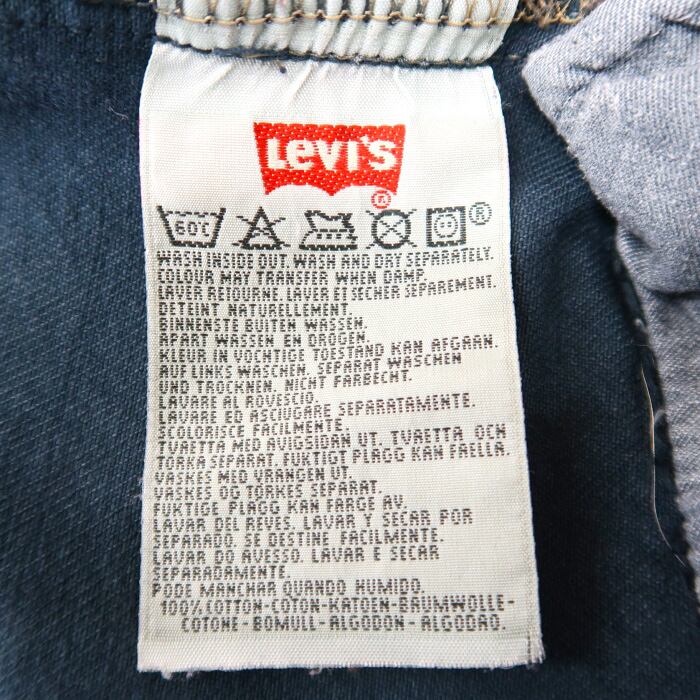 Levi's
®
60C ®
WASH INSIDE OUT. WASH AND DRY SEPARATELY.
COLOUR MAY TRANSFER WHEN DAMP.
LAVER RETOURNE. LAVER ET SECHER SEPAREMENT.
DETEINT NATURELLEMENT.
BINNENSTE BUITEN WASSEN.
APART WASSEN EN DROGEN.
KLEUR IN VOCHTIGE TOESTAND KAN AFGAAN.
AUF LINKS WASCHEN. SEPARAT WASCHEN
UND TROCKNEN. NICHT FARBECHT.
LAVARE AL ROVESCIO.
LAVARE ED ASCIUGARE SEPARATAMENTE.
SCOLORISCE FACILMENTE.
TVAETTA MED AVIGSIDAN UT. TVAETTA OCH
TORKA SEPARAT. FUKTIGT PLAGG KAN FAELLA.
VASKES MED VRANGEN UT.
VASKES OG TORKES SEPARAT.
FUKTIGE PLAGG KAN FARGE AV.
LAVAR DEL REVES. LAVAR Y SECAR POR
SEPARADO. SE DESTINE FACILMENTE.
LAVAR DO AVESSO. LAVAR E SECAR
SEPARADAMENTE.
PODE MANCHAR QUANDO HUMIDO.
100% COTTON-COTON-KATOEN-BAUMWOLLE-
COTONE-BOMULL-ALGODON-ALGODAO.